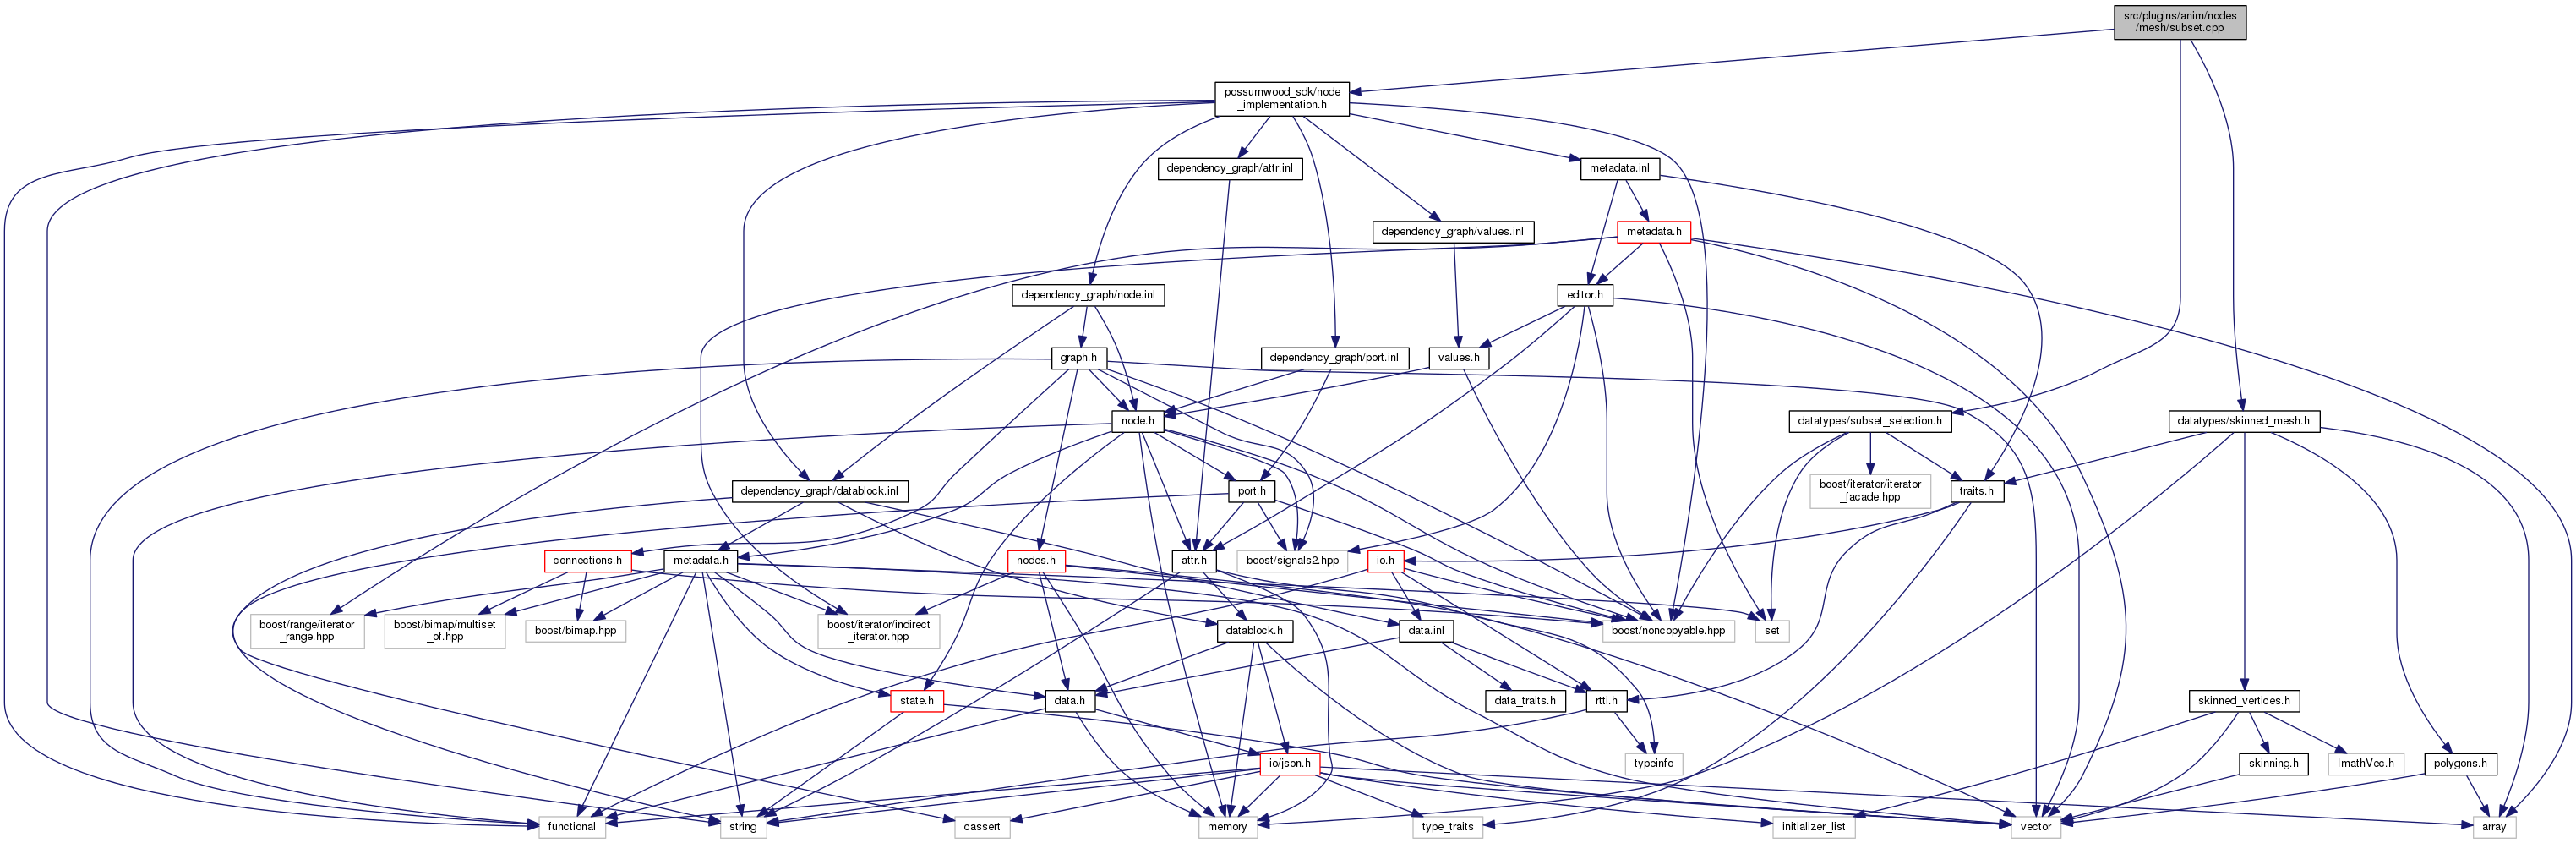 src/plugins/anim/nodes
/mesh/subset.cpp
possumwood_sdk/node
_implementation.h
dependency_graph/attr.inl
metadata.inl
dependency_graph/values.inl
metadata.h
dependency_graph/node.inl
editor.h
graph.h
dependency_graph/port.inl
values.h
node.h
datatypes/subset_selection.h
datatypes/skinned_mesh.h
dependency_graph/datablock.inl
port.h
boost/iterator/iterator
_facade.hpp
traits.h
connections.h
metadata.h
nodes.h
attr.h
boost/signals2.hpp
io.h
boost/range/iterator
_range.hpp
boost/bimap/multiset
_of.hpp
boost/bimap.hpp
boost/iterator/indirect
_iterator.hpp
datablock.h
data.inl
boost/noncopyable.hpp
set
state.h
data.h
data_traits.h
rtti.h
skinned_vertices.h
io/json.h
typeinfo
skinning.h
ImathVec.h
polygons.h
functional
string
cassert
memory
type_traits
initializer_list
vector
array